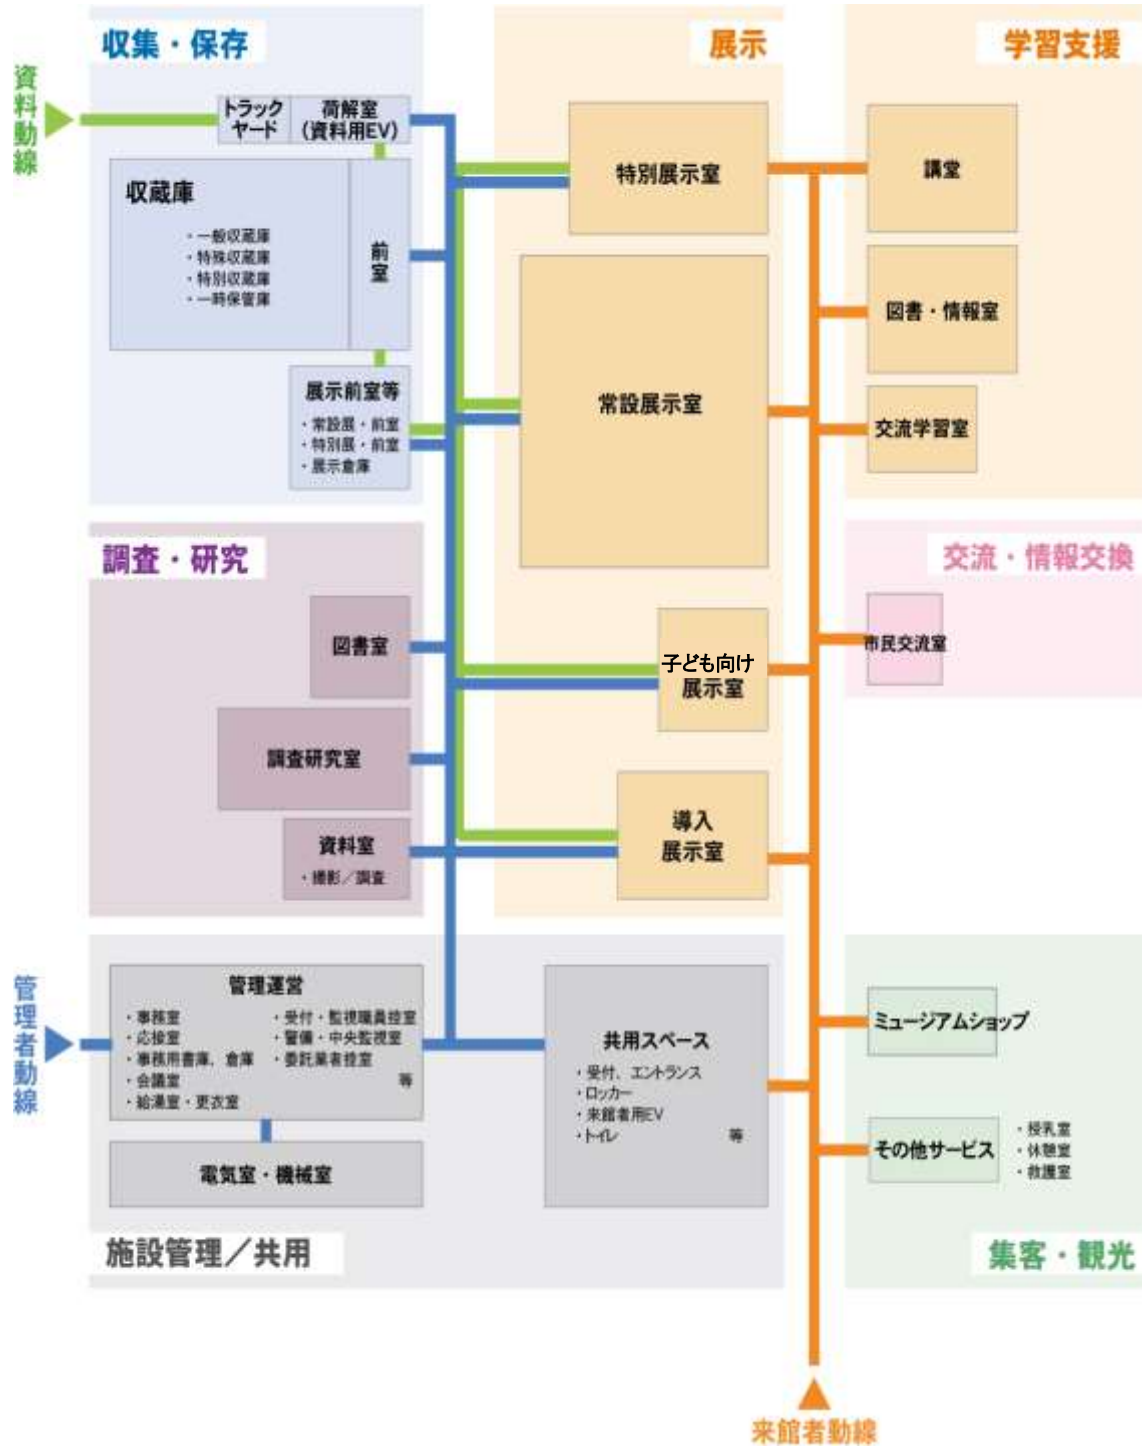 収集・保存
展示
学習支援
資料動線
トラック
ヤード
荷解室
(資料用EV)
収蔵庫
・一般収蔵庫
・特殊収蔵庫
・特別収蔵庫
・一時保管庫
前室
展示前室等
・常設展・前室
・特別展・前室
・展示倉庫
特別展示室
常設展示室
講堂
図書・情報室
交流学習室
調査・研究
図書室
調査研究室
資料室
・撮影／調査
子ども向け
展示室
導入
展示室
交流・情報交換
市民交流室
管理者動線
管理運営
・事務室
・応接室
・事務用書庫、倉庫
・会議室
・給湯室・更衣室
・受付・監視職員控室
・警備・中央監視室
・委託業者控室
等
電気室・機械室
共用スペース
・受付、エントランス
・ロッカー
・来館者用EV
・トイレ
等
施設管理／共用
ミュージアムショップ
その他サービス
・授乳室
・休憩室
・救護室
集客・観光
来館者動線